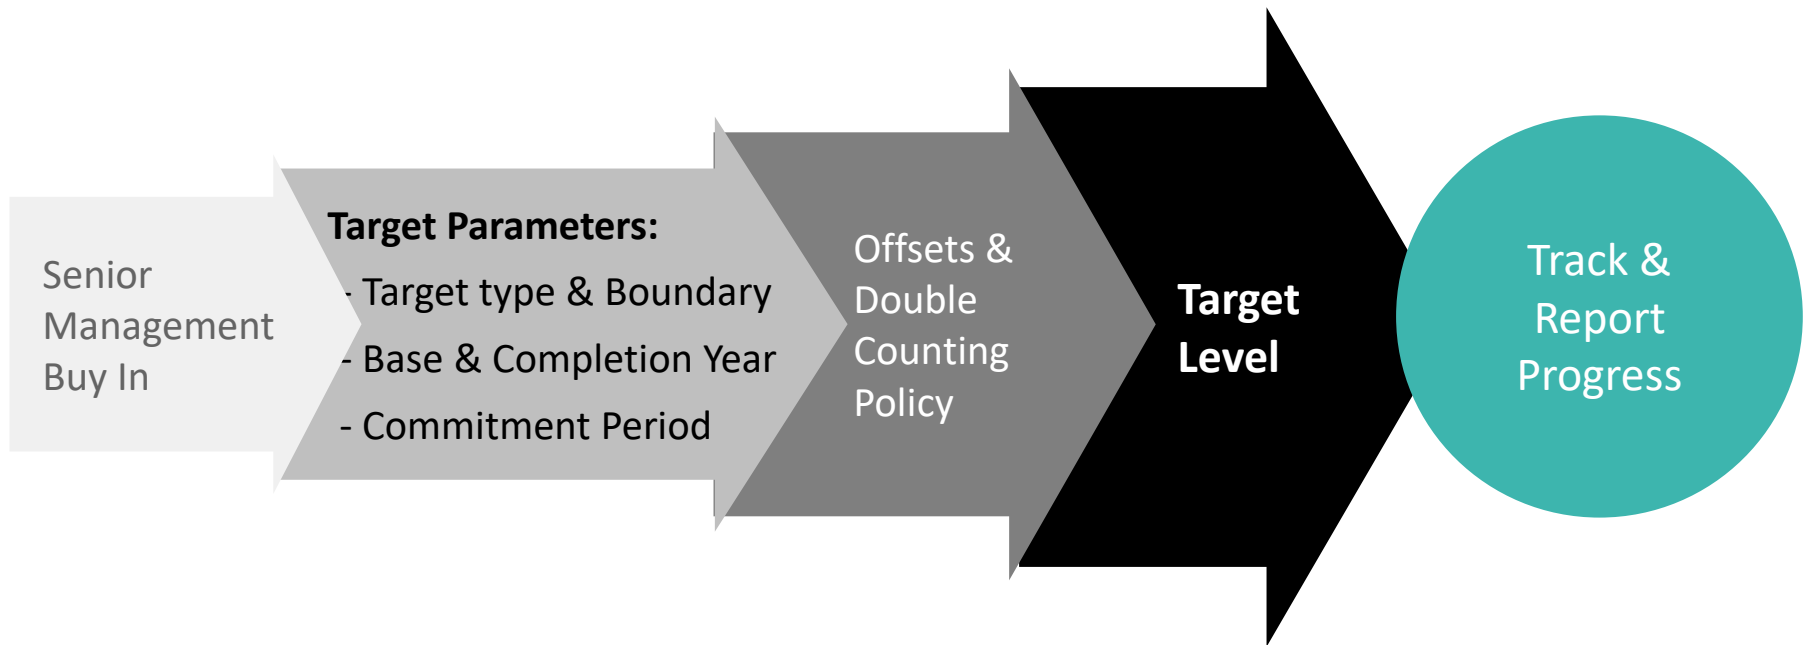 Senior
Management
Buy In
Target Parameters:
- Target type & Boundary
- Base & Completion Year
- Commitment Period
Offsets &
Double
Counting
Policy
Target
Level
Track &
Report
Progress